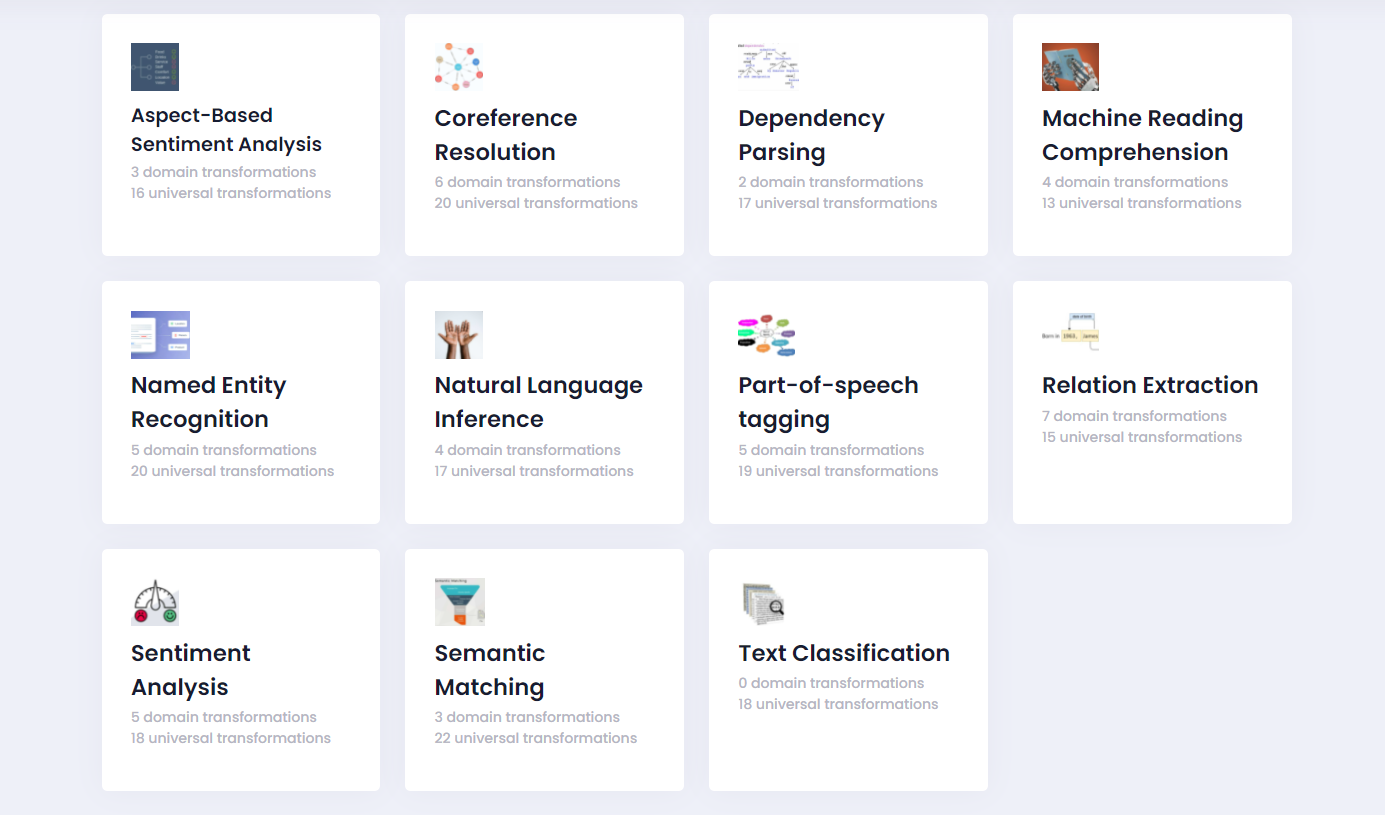 Aspect-Based
Sentiment Analysis
3 domain transformations
16 universal transformations
Coreference
Resolution
6 domain transformations
20 universal transformations
Dependency
Parsing
2 domain transformations
17 universal transformations
Machine Reading
Comprehension
4 domain transformations
13 universal transformations
Named Entity
Recognition
5 domain transformations
20 universal transformations
Natural Language
Inference
4 domain transformations
17 universal transformations
Part-of-speech
tagging
5 domain transformations
19 universal transformations
Born in 1963, James
Relation Extraction
7 domain transformations
15 universal transformations
Sentiment
Analysis
5 domain transformations
18 universal transformations
Semantic
Matching
3 domain transformations
22 universal transformations
Text Classification
0 domain transformations
18 universal transformations